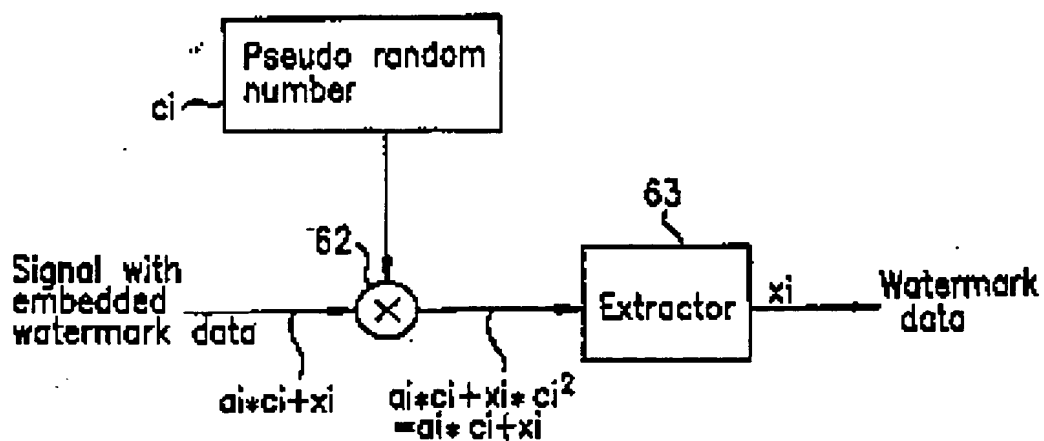 Pseudo random
number
ci
62
63
Signal with
embedded
watermark data
×
Extractor
xi
Watermark
data
ai*ci+xi
ai*ci+xi*ci²
=ai*ci+xi